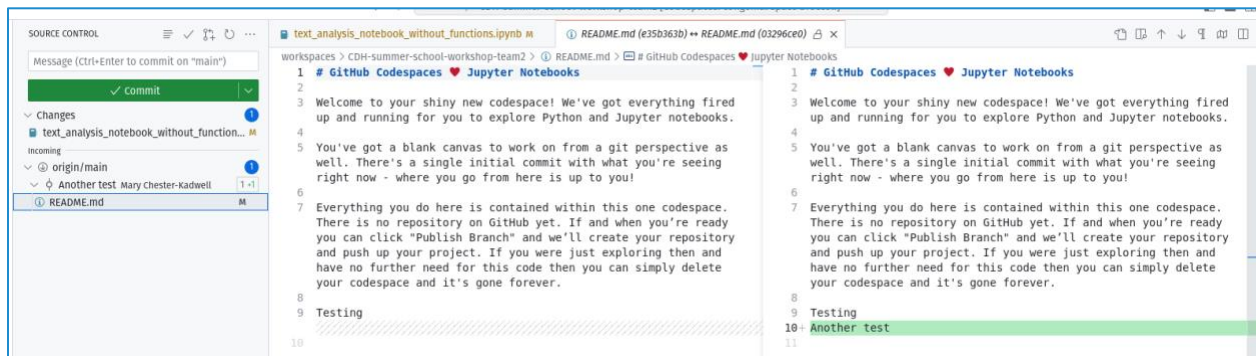 SOURCE CONTROL
text_analysis_notebook_without_functions.ipynb M
README.md (e35b363b) ↔ README.md (03296ce0)
Message (Ctrl+Enter to commit on "main")
workspaces > CDH-summer-school-workshop-team2 > README.md > # GitHub Codespaces ♥ Jupyter Notebooks
Commit
Changes 1
text_analysis_notebook_without_function... M
Incoming
origin/main 1
Another test Mary Chester-Kadwell 1 +1
README.md M
1 # GitHub Codespaces ♥ Jupyter Notebooks
2
3 Welcome to your shiny new codespace! We've got everything fired
up and running for you to explore Python and Jupyter notebooks.
4
5 You've got a blank canvas to work on from a git perspective as
well. There's a single initial commit with what you're seeing
right now - where you go from here is up to you!
6
7 Everything you do here is contained within this one codespace.
There is no repository on GitHub yet. If and when you’re ready
you can click "Publish Branch" and we’ll create your repository
and push up your project. If you were just exploring then and
have no further need for this code then you can simply delete
your codespace and it's gone forever.
8
9 Testing
10
1 # GitHub Codespaces ♥ Jupyter Notebooks
2
3 Welcome to your shiny new codespace! We've got everything fired
up and running for you to explore Python and Jupyter notebooks.
4
5 You've got a blank canvas to work on from a git perspective as
well. There's a single initial commit with what you're seeing
right now - where you go from here is up to you!
6
7 Everything you do here is contained within this one codespace.
There is no repository on GitHub yet. If and when you’re ready
you can click "Publish Branch" and we’ll create your repository
and push up your project. If you were just exploring then and
have no further need for this code then you can simply delete
your codespace and it's gone forever.
8
9 Testing
10+ Another test
11